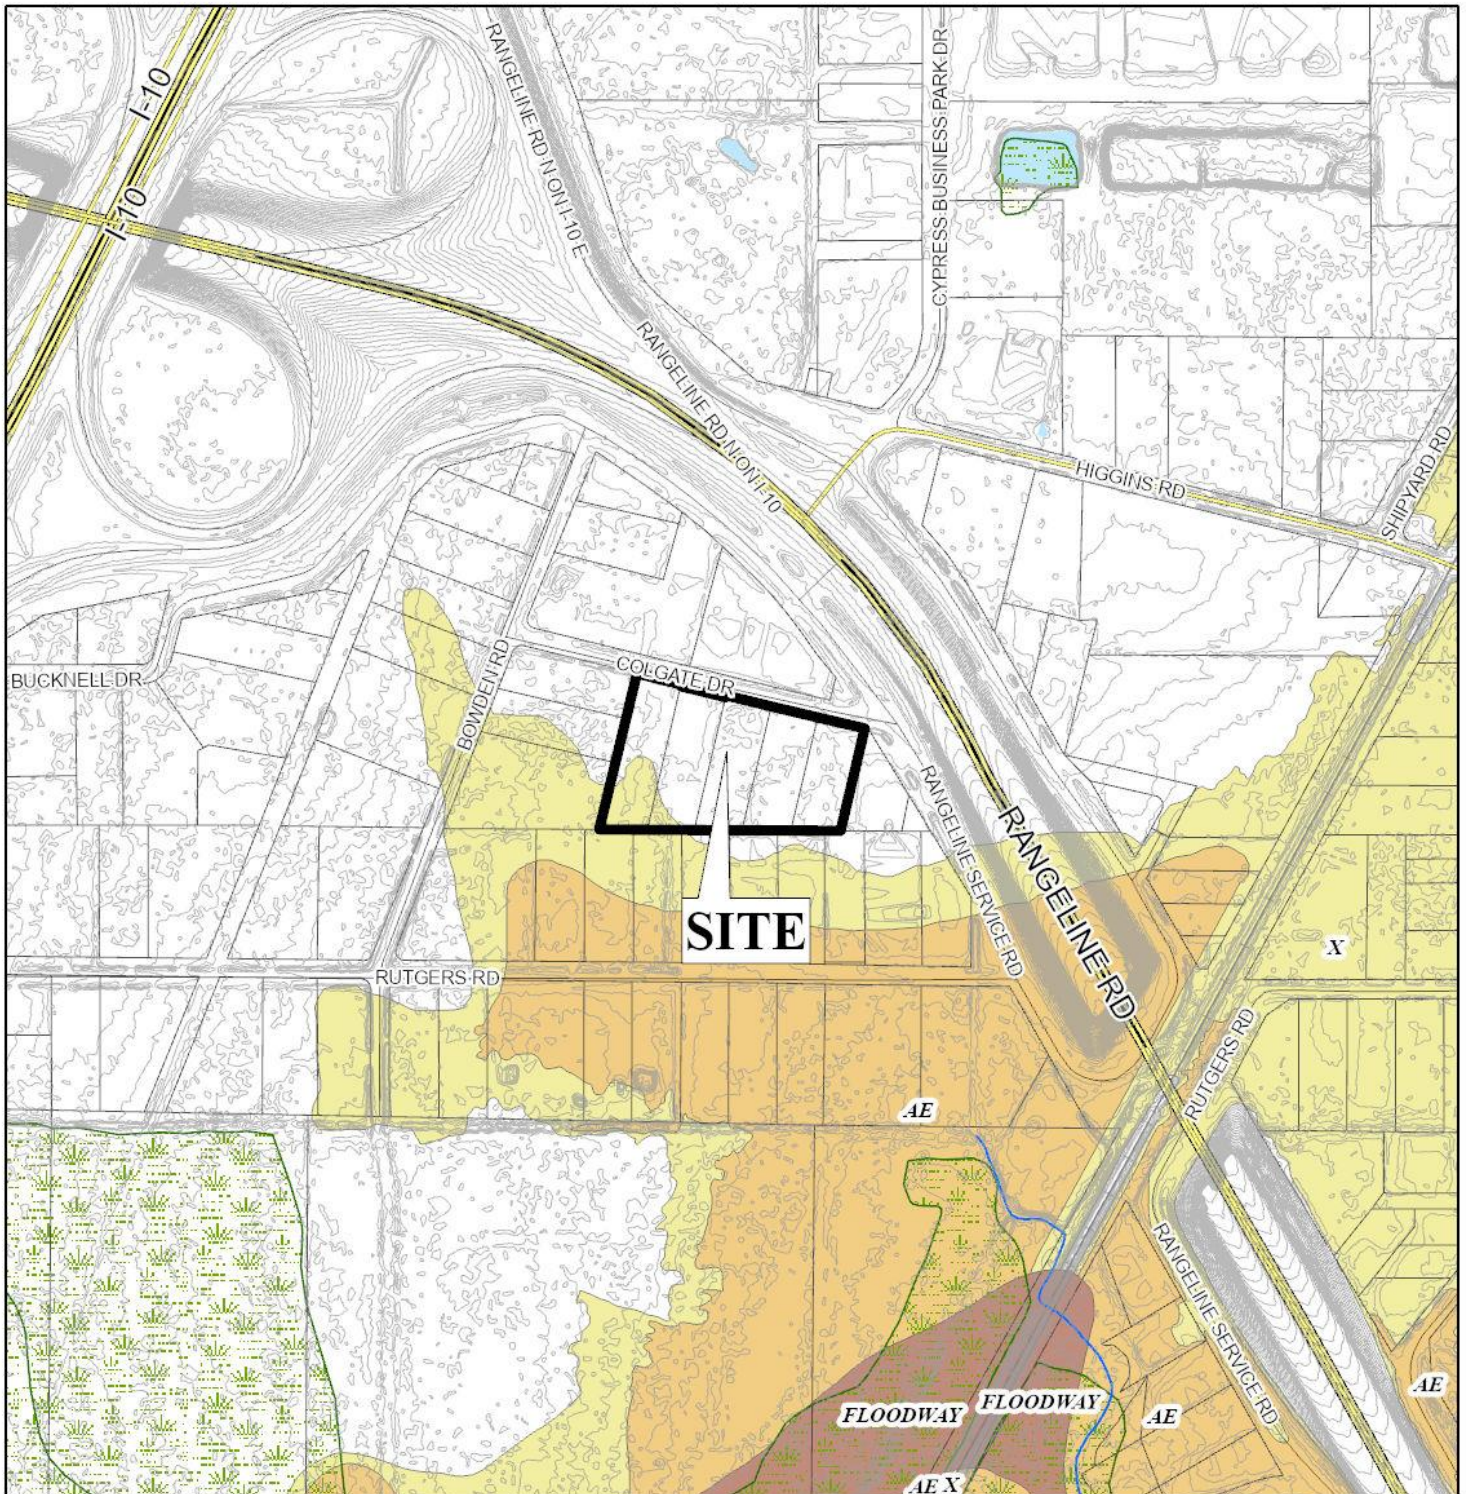 I-10
RANGELINE RD N ON I-10 E
CYPRESS BUSINESS PARK DR
I-10
RANGELINE RD N ON I-10
HIGGINS RD
SHIPYARD RD
BUCKNELL DR
BOWDEN RD
COLGATE DR
RANGELINE SERVICE RD
RANGELINE RD
SITE
X
RUTGERS RD
RUTGERS RD
AE
RANGELINE SERVICE RD
AE
FLOODWAY
FLOODWAY
AE
AE X